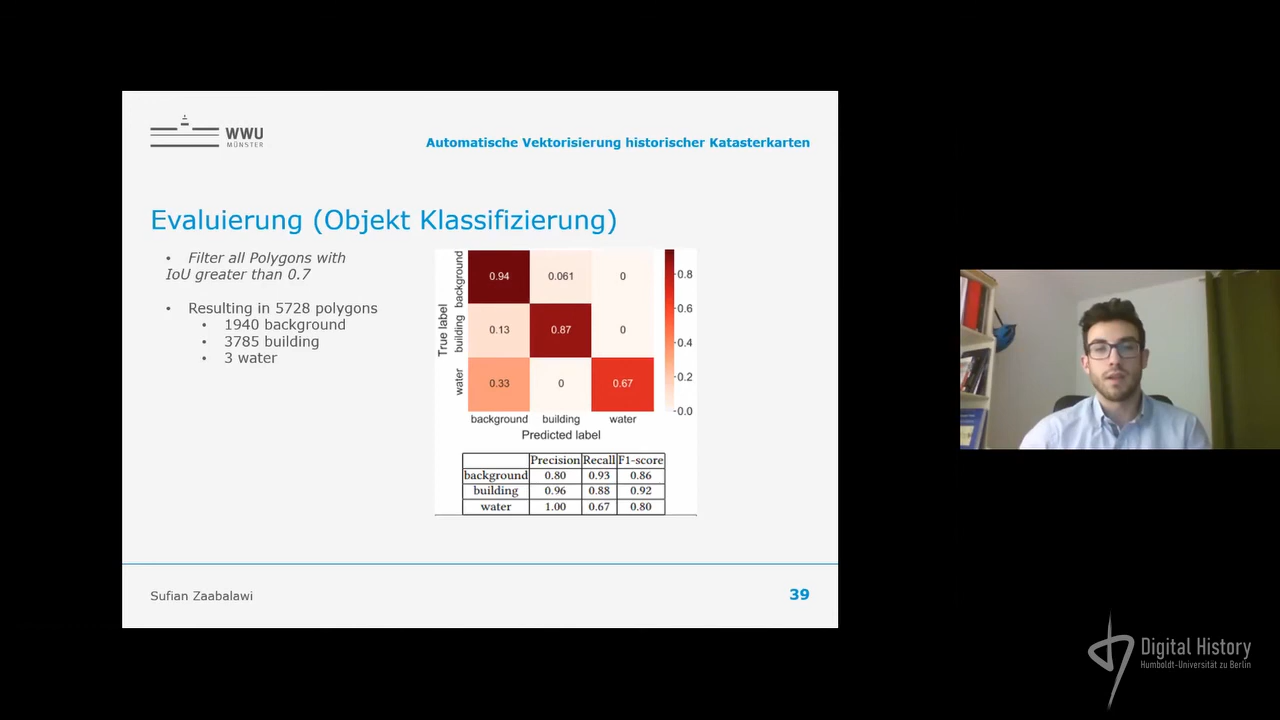 WWU
MÜNSTER
Automatische Vektorisierung historischer Katasterkarten
Evaluierung (Objekt Klassifizierung)
• Filter all Polygons with
IoU greater than 0.7
• Resulting in 5728 polygons
• 1940 background
• 3785 building
• 3 water
True label
background
building
water
0.94 0.061 0
0.13 0.87 0
0.33 0 0.67
background building water
Predicted label
0.8
0.6
0.4
0.2
0.0
Precision Recall F1-score
background 0.80 0.93 0.86
building 0.96 0.88 0.92
water 1.00 0.67 0.80
Sufian Zaabalawi
39
Digital History
Humboldt-Universität zu Berlin